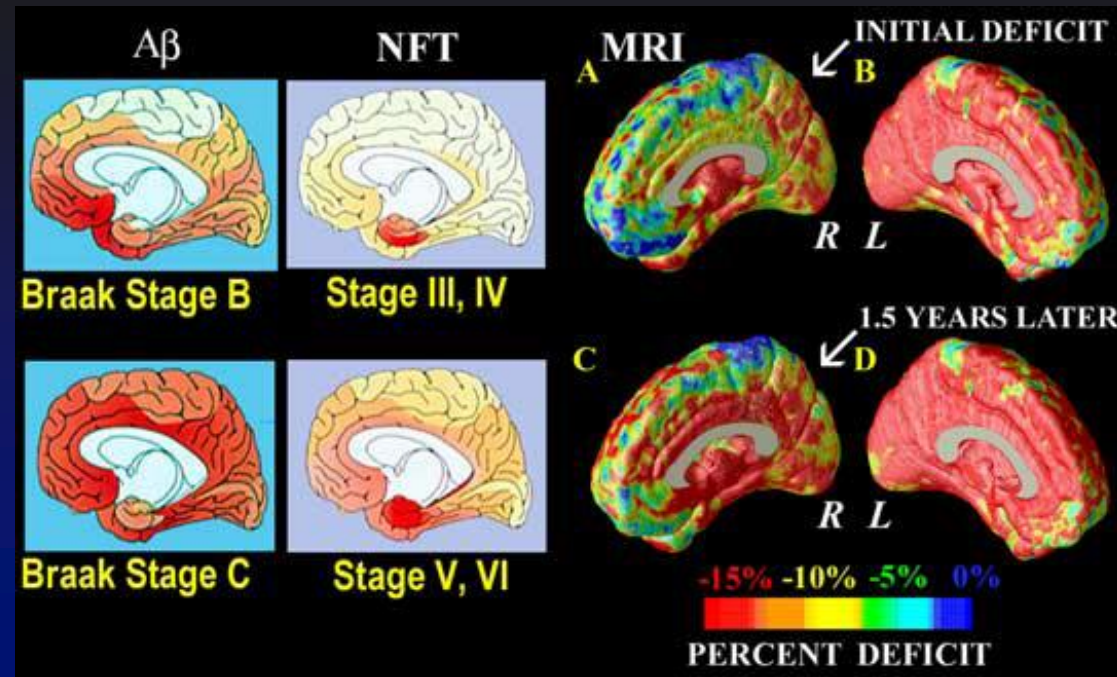 Aβ
NFT
MRI
INITIAL DEFICIT
A
B
R L
Braak Stage B
Stage III, IV
1.5 YEARS LATER
C
D
R L
Braak Stage C
Stage V, VI
-15% -10% -5% 0%
PERCENT DEFICIT